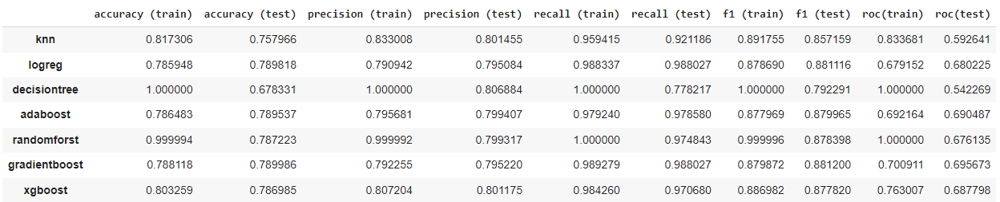 accuracy (train) accuracy (test) precision (train) precision (test) recall (train) recall (test) f1 (train) f1 (test) roc(train) roc(test)
knn 0.817306 0.757966 0.833008 0.801455 0.959415 0.921186 0.891755 0.857159 0.833681 0.592641
logreg 0.785948 0.789818 0.790942 0.795084 0.988337 0.988027 0.878690 0.881116 0.679152 0.680225
decisiontree 1.000000 0.678331 1.000000 0.806884 1.000000 0.778217 1.000000 0.792291 1.000000 0.542269
adaboost 0.786483 0.789537 0.795681 0.799407 0.979240 0.978580 0.877969 0.879965 0.692164 0.690487
randomforst 0.999994 0.787223 0.999992 0.799317 1.000000 0.974843 0.999996 0.878398 1.000000 0.676135
gradientboost 0.788118 0.789986 0.792255 0.795220 0.989279 0.988027 0.879872 0.881200 0.700911 0.695673
xgboost 0.803259 0.786985 0.807204 0.801175 0.984260 0.970680 0.886982 0.877820 0.763007 0.687798